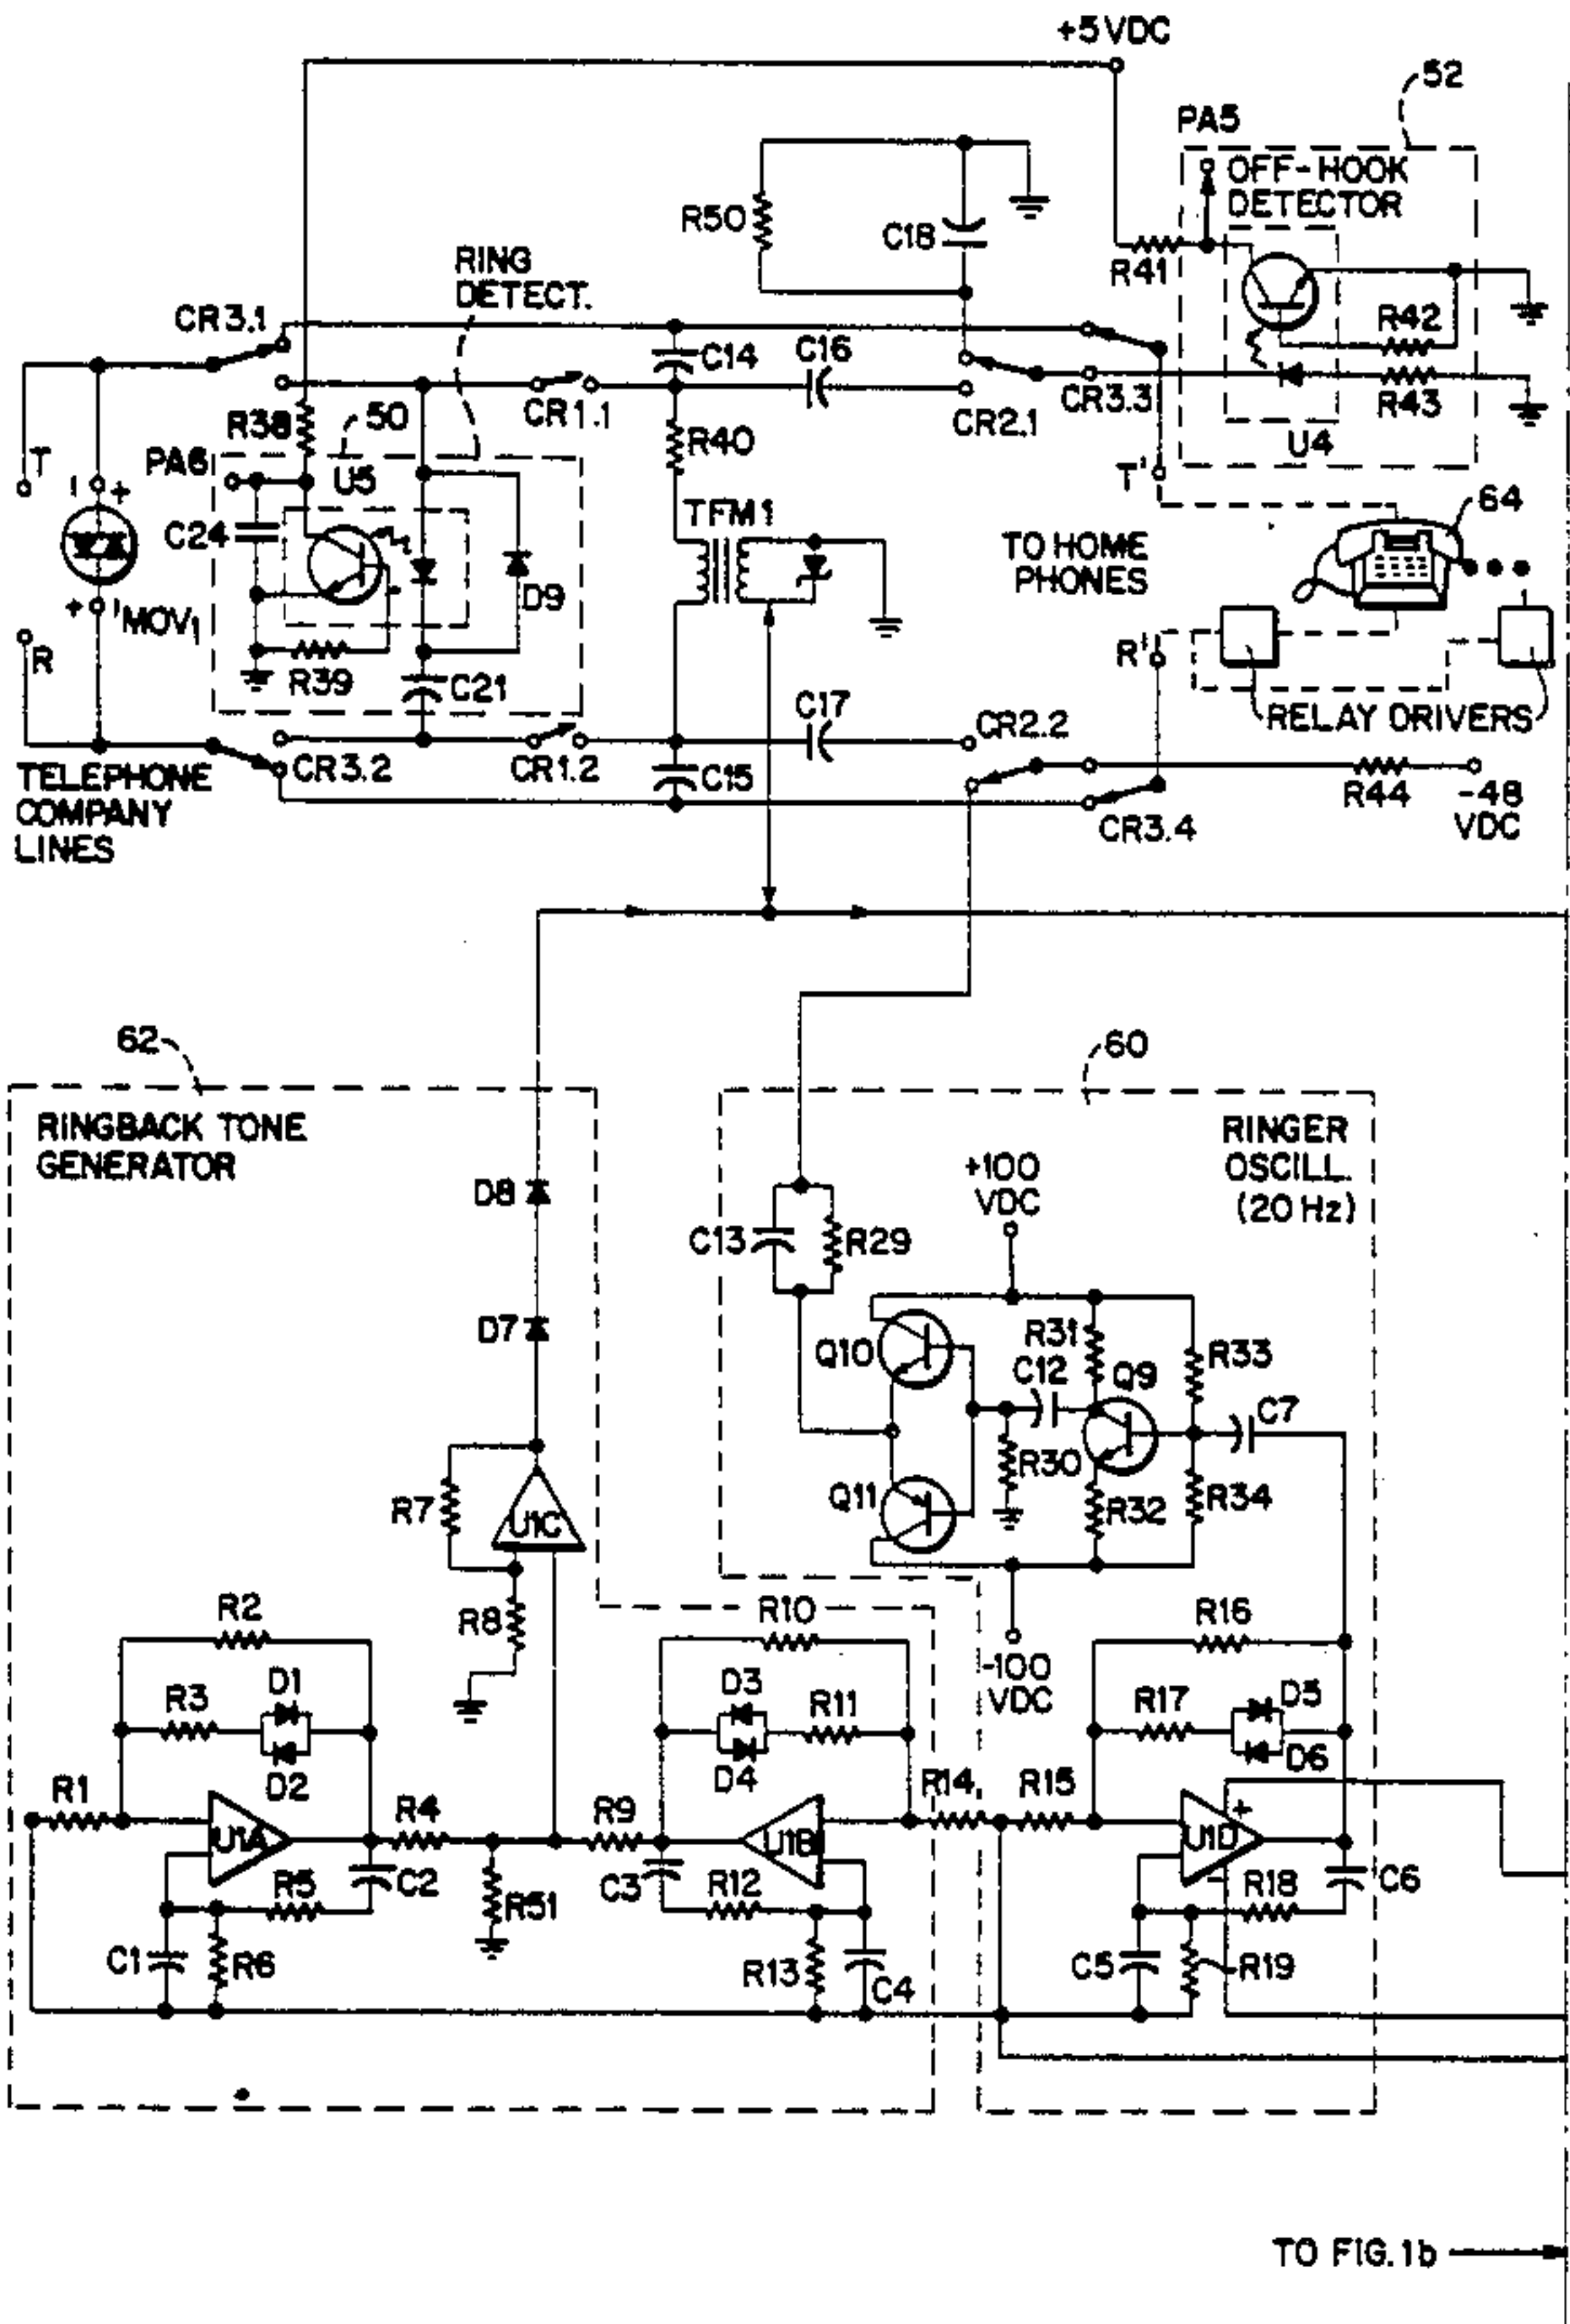 +5VDC
52
PA5
OFF-HOOK
DETECTOR
R50
C18
R41
RING
DETECT.
CR3.1
C14
C16
R42
CR1.1
CR2.1
CR3.3
R43
R38
50
R40
U4
T
PA6
U5
T'
64
TFM1
C24
TO HOME
PHONES
D9
+
+
MOV1
R
R'
R39
C21
C17
CR2.2
RELAY DRIVERS
CR3.2
CR1.2
C15
R44
-48
VDC
TELEPHONE
COMPANY
LINES
CR3.4
62
60
RINGBACK TONE
GENERATOR
RINGER
OSCILL.
(20 Hz)
+100
VDC
D8
C13
R29
D7
Q10
R31
C12
Q9
R33
C7
R30
R7
U1C
Q11
R32
R34
R8
R2
R10
R16
-100
VDC
R3
D1
D3
R11
R17
D5
D2
D4
D6
R1
U1A
R4
R9
U1B
R14
R15
U1D
+
-
R5
C2
R51
C3
R12
R18
C6
C1
R6
R13
C4
C5
R19
TO FIG. 1b